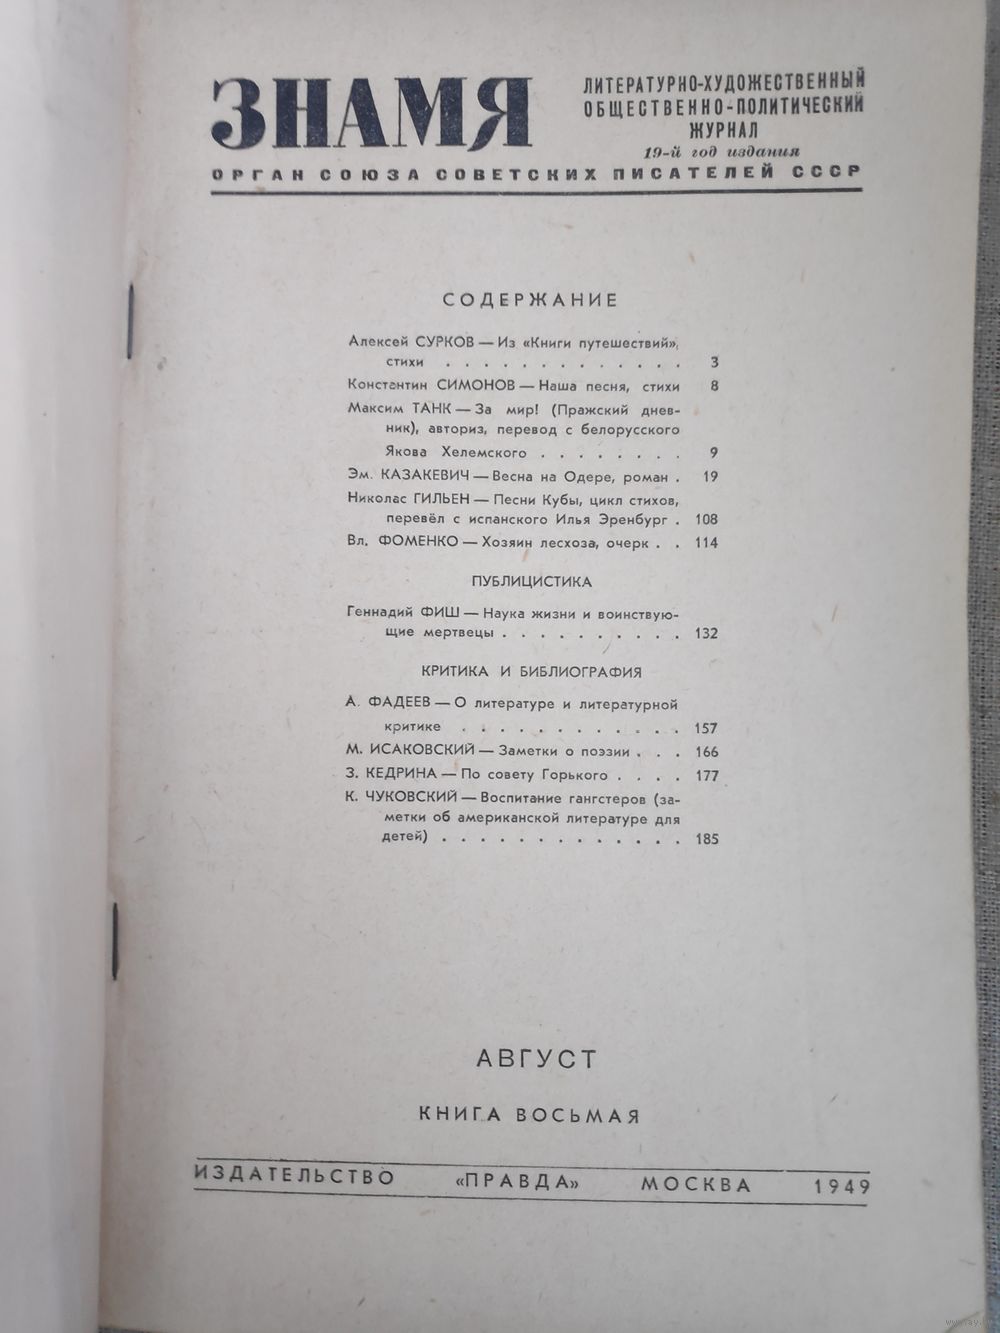 ЗНАМЯ
ЛИТЕРАТУРНО-ХУДОЖЕСТВЕННЫЙ
ОБЩЕСТВЕННО-ПОЛИТИЧЕСКИЙ
ЖУРНАЛ
19-й год издания
ОРГАН СОЮЗА СОВЕТСКИХ ПИСАТЕЛЕЙ СССР
СОДЕРЖАНИЕ
Алексей СУРКОВ — Из «Книги путешествий»,
стихи . . . . . . . . . . . . . 3
Константин СИМОНОВ — Наша песня, стихи 8
Максим ТАНК — За мир! (Пражский днев-
ник), авториз, перевод с белорусского
Якова Хелемского . . . . . . . . 9
Эм. КАЗАКЕВИЧ — Весна на Одере, роман . 19
Николас ГИЛЬЕН — Песни Кубы, цикл стихов,
перевёл с испанского Илья Эренбург . 108
Вл. ФОМЕНКО — Хозяин лесхоза, очерк . . 114
ПУБЛИЦИСТИКА
Геннадий ФИШ — Наука жизни и воинствую-
щие мертвецы . . . . . . . . . . 132
КРИТИКА И БИБЛИОГРАФИЯ
А. ФАДЕЕВ — О литературе и литературной
критике . . . . . . . . . . . . 157
М. ИСАКОВСКИЙ — Заметки о поэзии . . . 166
З. КЕДРИНА — По совету Горького . . . . 177
К. ЧУКОВСКИЙ — Воспитание гангстеров (за-
метки об американской литературе для
детей) . . . . . . . . . . . . . 185
АВГУСТ
КНИГА ВОСЬМАЯ
ИЗДАТЕЛЬСТВО «ПРАВДА» МОСКВА 1949